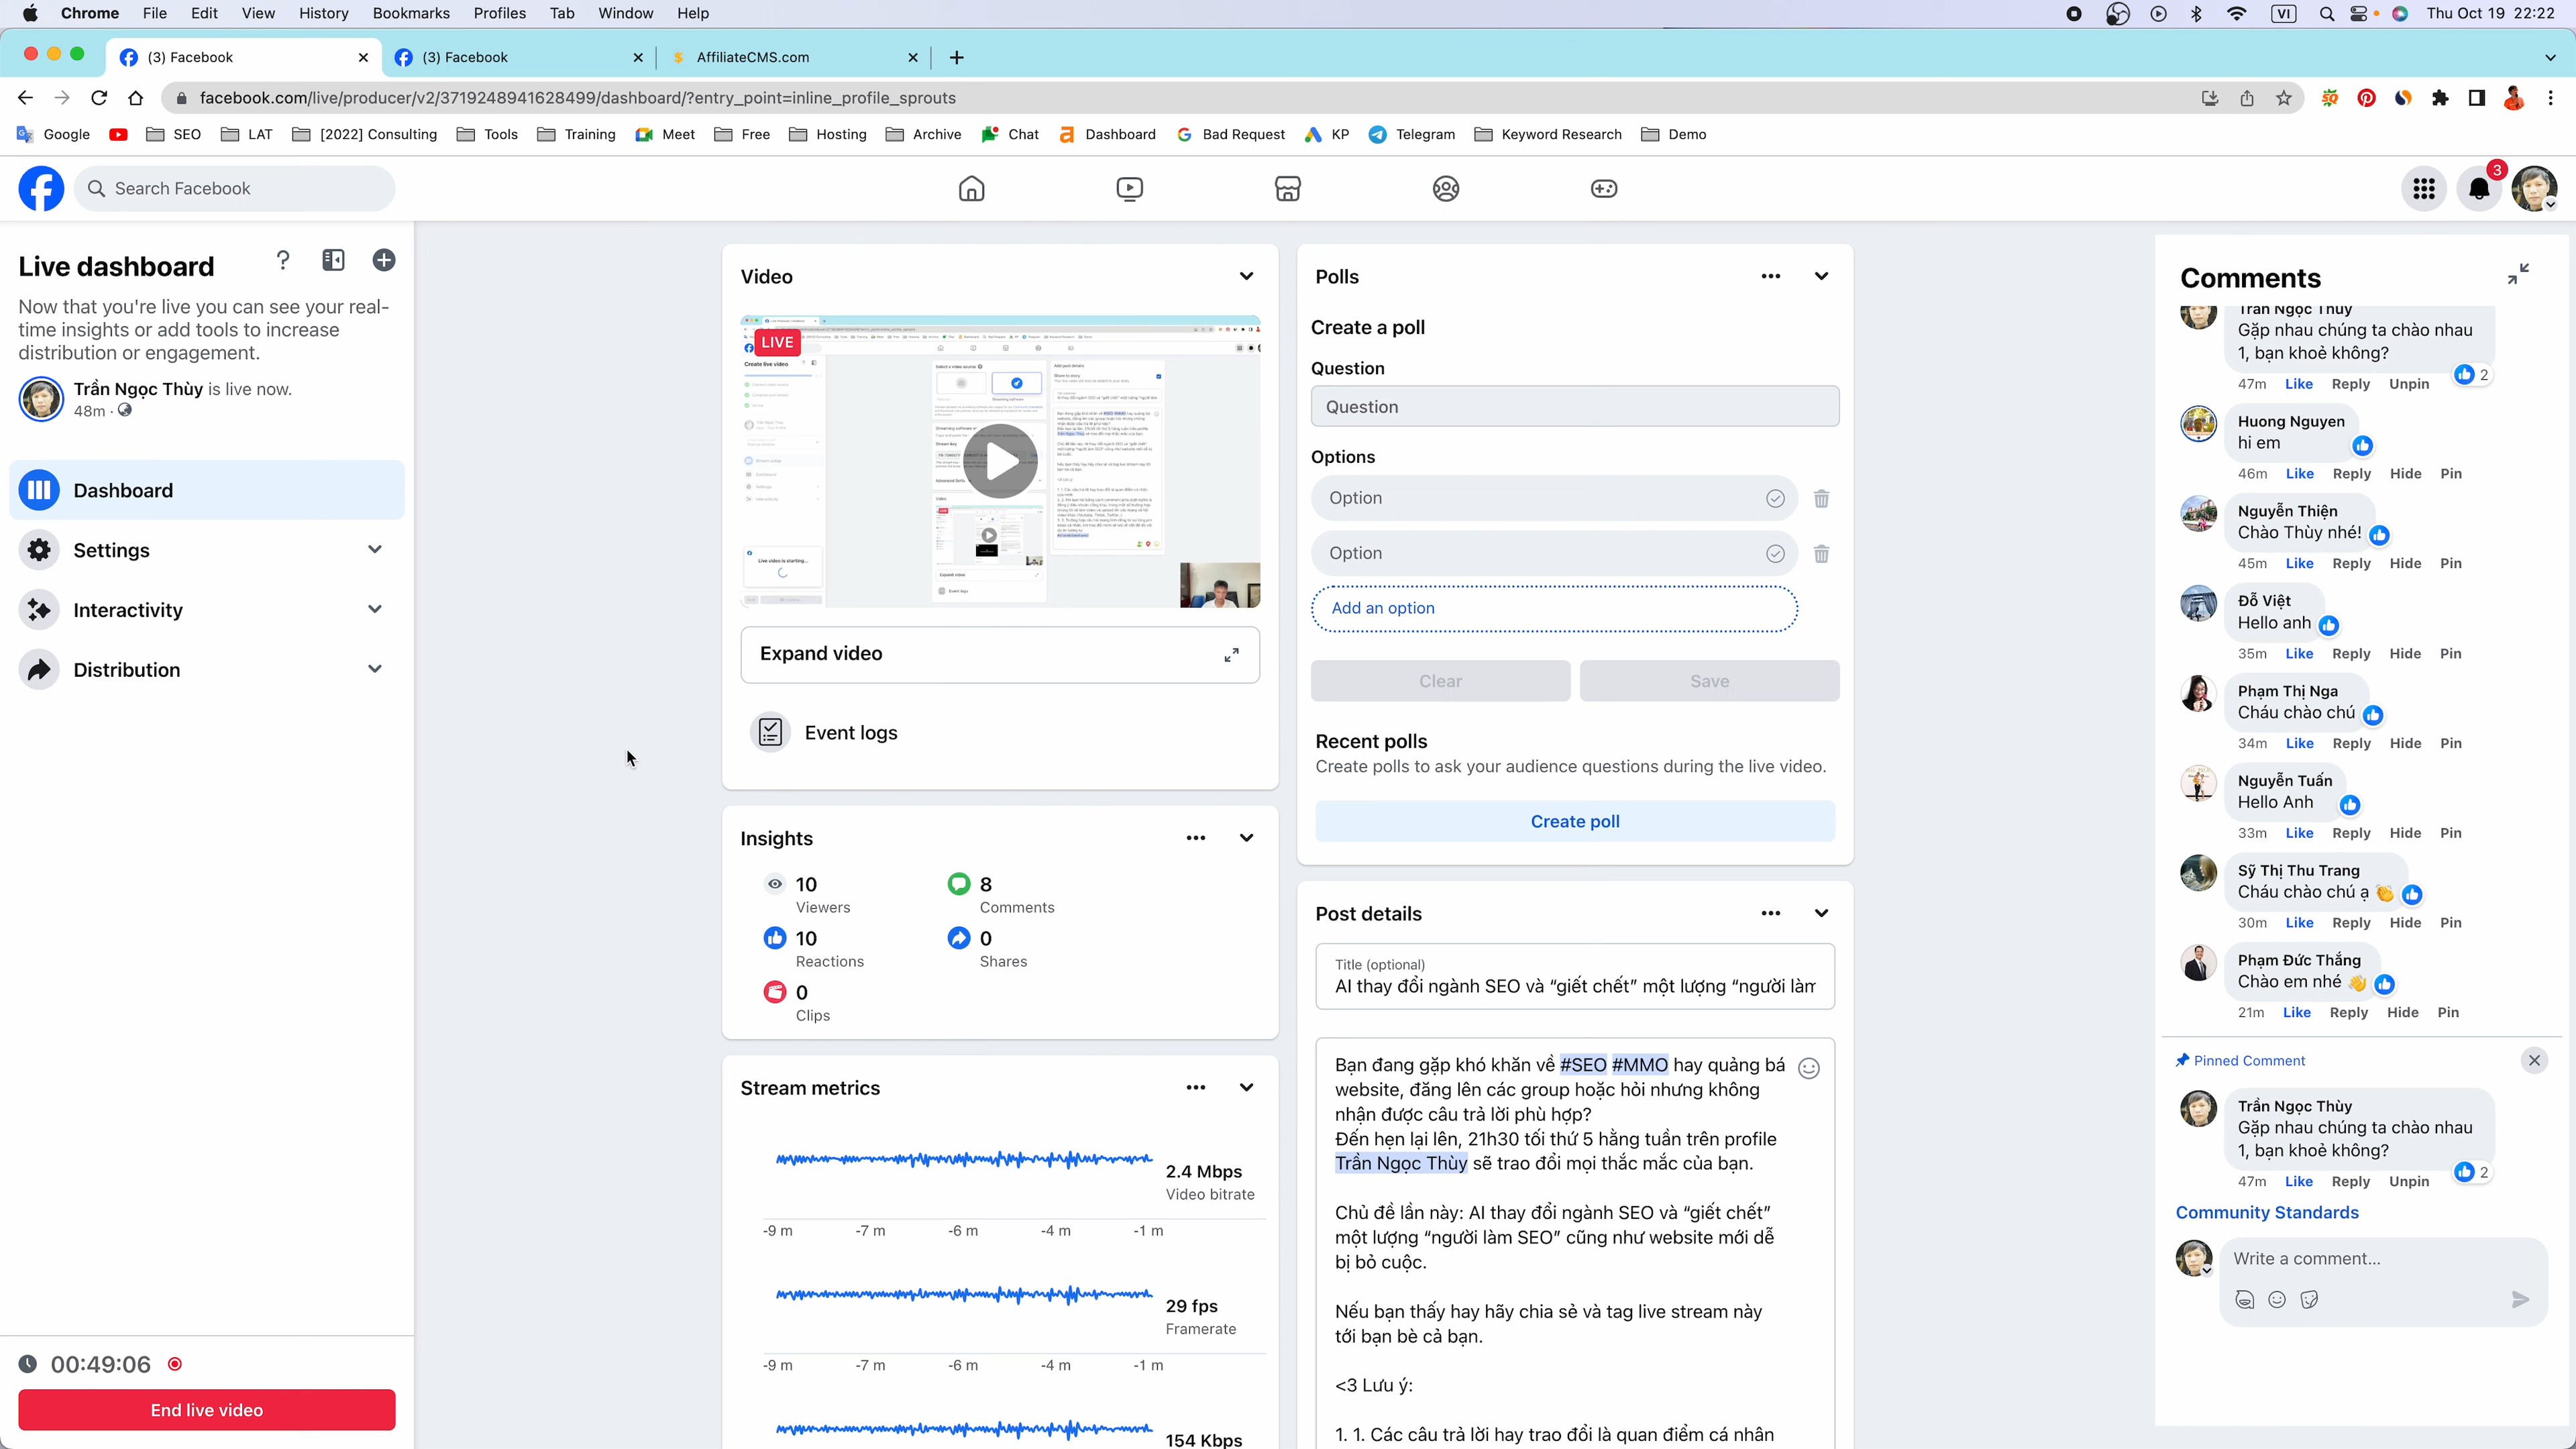 Chrome File Edit View History Bookmarks Profiles Tab Window Help
VI Thu Oct 19 22:22
(3) Facebook (3) Facebook AffiliateCMS.com
facebook.com/live/producer/v2/3719248941628499/dashboard/?entry_point=inline_profile_sprouts
Google SEO LAT [2022] Consulting Tools Training Meet Free Hosting Archive Chat Dashboard Bad Request KP Telegram Keyword Research Demo
Search Facebook
3
Live dashboard
Now that you're live you can see your real-
time insights or add tools to increase
distribution or engagement.
Trần Ngọc Thùy is live now.
48m ·
Dashboard
Settings
Interactivity
Distribution
00:49:06
End live video
Video
LIVE
Create live video
Live video is starting...
Expand video
Event logs
Insights
10
Viewers
8
Comments
10
Reactions
0
Shares
0
Clips
Stream metrics
2.4 Mbps
Video bitrate
-9 m -7 m -6 m -4 m -1 m
29 fps
Framerate
-9 m -7 m -6 m -4 m -1 m
154 Kbps
Polls
Create a poll
Question
Question
Options
Option
Option
Add an option
Clear Save
Recent polls
Create polls to ask your audience questions during the live video.
Create poll
Post details
Title (optional)
AI thay đổi ngành SEO và “giết chết” một lượng “người làm
Bạn đang gặp khó khăn về #SEO #MMO hay quảng bá
website, đăng lên các group hoặc hỏi nhưng không
nhận được câu trả lời phù hợp?
Đến hẹn lại lên, 21h30 tối thứ 5 hằng tuần trên profile
Trần Ngọc Thùy sẽ trao đổi mọi thắc mắc của bạn.
Chủ đề lần này: AI thay đổi ngành SEO và “giết chết”
một lượng “người làm SEO” cũng như website mới dễ
bị bỏ cuộc.
Nếu bạn thấy hay hãy chia sẻ và tag live stream này
tới bạn bè cả bạn.
<3 Lưu ý:
1. 1. Các câu trả lời hay trao đổi là quan điểm cá nhân
Comments
Trần Ngọc Thùy
Gặp nhau chúng ta chào nhau
1, bạn khoẻ không?
2
47m Like Reply Unpin
Huong Nguyen
hi em
46m Like Reply Hide Pin
Nguyễn Thiện
Chào Thùy nhé!
45m Like Reply Hide Pin
Đỗ Việt
Hello anh
35m Like Reply Hide Pin
Phạm Thị Nga
Cháu chào chú
34m Like Reply Hide Pin
Nguyễn Tuấn
Hello Anh
33m Like Reply Hide Pin
Sỹ Thị Thu Trang
Cháu chào chú ạ 👏
30m Like Reply Hide Pin
Phạm Đức Thắng
Chào em nhé 👋
21m Like Reply Hide Pin
Pinned Comment
Trần Ngọc Thùy
Gặp nhau chúng ta chào nhau
1, bạn khoẻ không?
2
47m Like Reply Unpin
Community Standards
Write a comment...